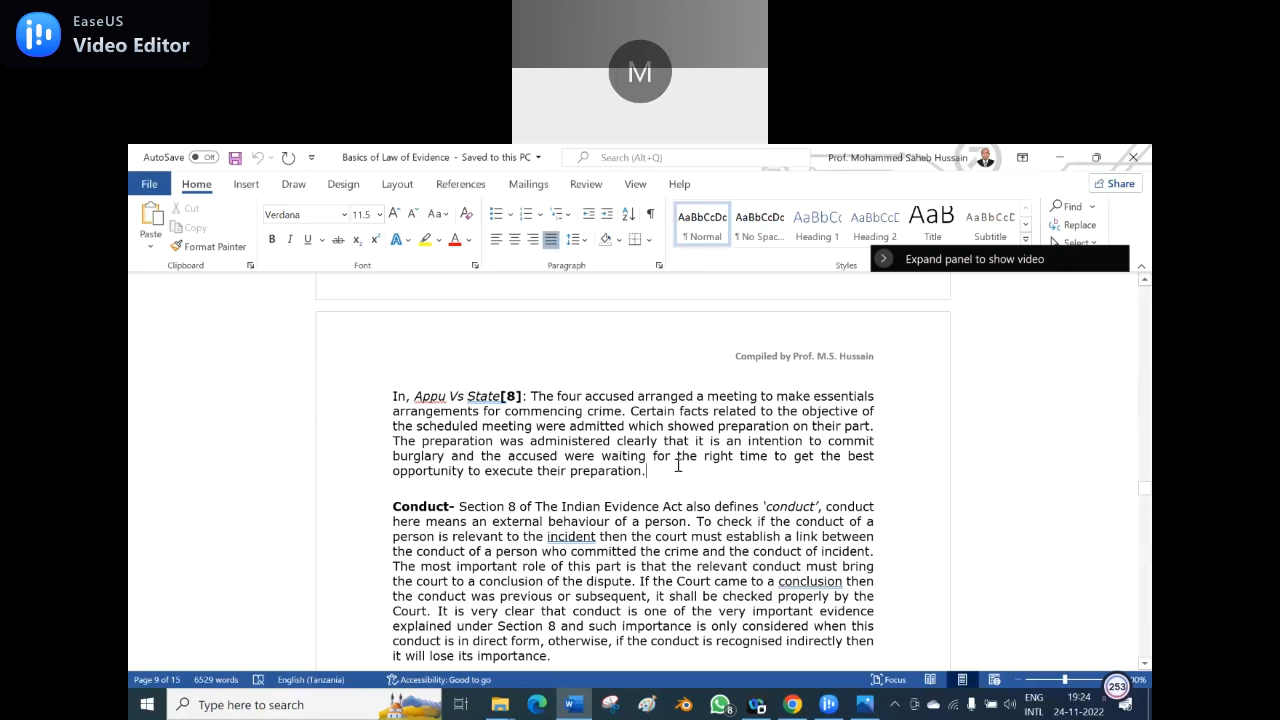 EaseUS
Video Editor
M
AutoSave Off
Basics of Law of Evidence - Saved to this PC
Search (Alt+Q)
Prof. Mohammed Saheb Hussain
File Home Insert Draw Design Layout References Mailings Review View Help
Share
Paste
Cut
Copy
Format Painter
Clipboard
Verdana 11.5
Font
Paragraph
AaBbCcDc AaBbCcDc AaBbCc AaBbCcD AaB AaBbCcD
¶ Normal ¶ No Spac... Heading 1 Heading 2 Title Subtitle
Styles
Find
Replace
Select
Expand panel to show video
Compiled by Prof. M.S. Hussain
In, Appu Vs State[8]: The four accused arranged a meeting to make essentials
arrangements for commencing crime. Certain facts related to the objective of
the scheduled meeting were admitted which showed preparation on their part.
The preparation was administered clearly that it is an intention to commit
burglary and the accused were waiting for the right time to get the best
opportunity to execute their preparation.
Conduct- Section 8 of The Indian Evidence Act also defines ‘conduct’, conduct
here means an external behaviour of a person. To check if the conduct of a
person is relevant to the incident then the court must establish a link between
the conduct of a person who committed the crime and the conduct of incident.
The most important role of this part is that the relevant conduct must bring
the court to a conclusion of the dispute. If the Court came to a conclusion then
the conduct was previous or subsequent, it shall be checked properly by the
Court. It is very clear that conduct is one of the very important evidence
explained under Section 8 and such importance is only considered when this
conduct is in direct form, otherwise, if the conduct is recognised indirectly then
it will lose its importance.
Page 9 of 15 6529 words English (Tanzania) Accessibility: Good to go
Focus
253
Type here to search
8
ENG
INTL
19:24
24-11-2022